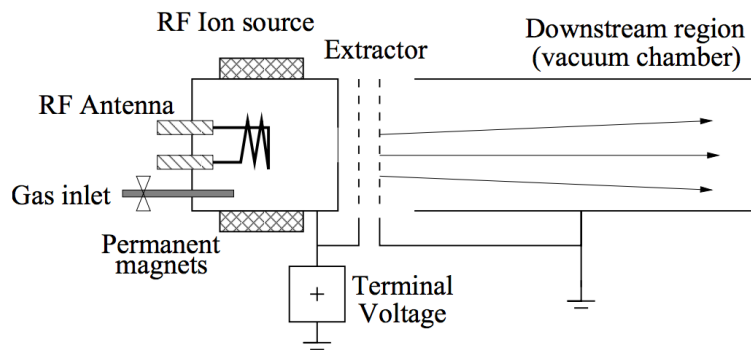 RF Ion source
Extractor
Downstream region
(vacuum chamber)
RF Antenna
Gas inlet
Permanent
magnets
+
Terminal
Voltage